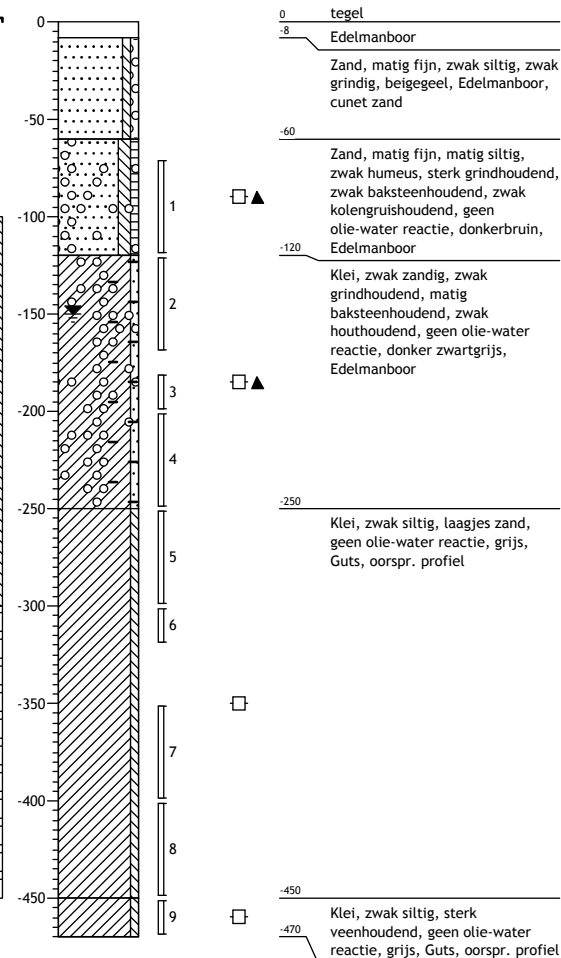 0
-50
-100
-150
-200
-250
-300
-350
-400
-450
1
2
3
4
5
6
7
8
9
0 tegel
-8 Edelmanboor
Zand, matig fijn, zwak siltig, zwak
grindig, beigegeel, Edelmanboor,
cunet zand
-60
Zand, matig fijn, matig siltig,
zwak humeus, sterk grindhoudend,
zwak baksteenhoudend, zwak
kolengruishoudend, geen
olie-water reactie, donkerbruin,
Edelmanboor
-120
Klei, zwak zandig, zwak
grindhoudend, matig
baksteenhoudend, zwak
houthoudend, geen olie-water
reactie, donker zwartgrijs,
Edelmanboor
-250
Klei, zwak siltig, laagjes zand,
geen olie-water reactie, grijs,
Guts, oorspr. profiel
-450
Klei, zwak siltig, sterk
veenhoudend, geen olie-water
reactie, grijs, Guts, oorspr. profiel
-470